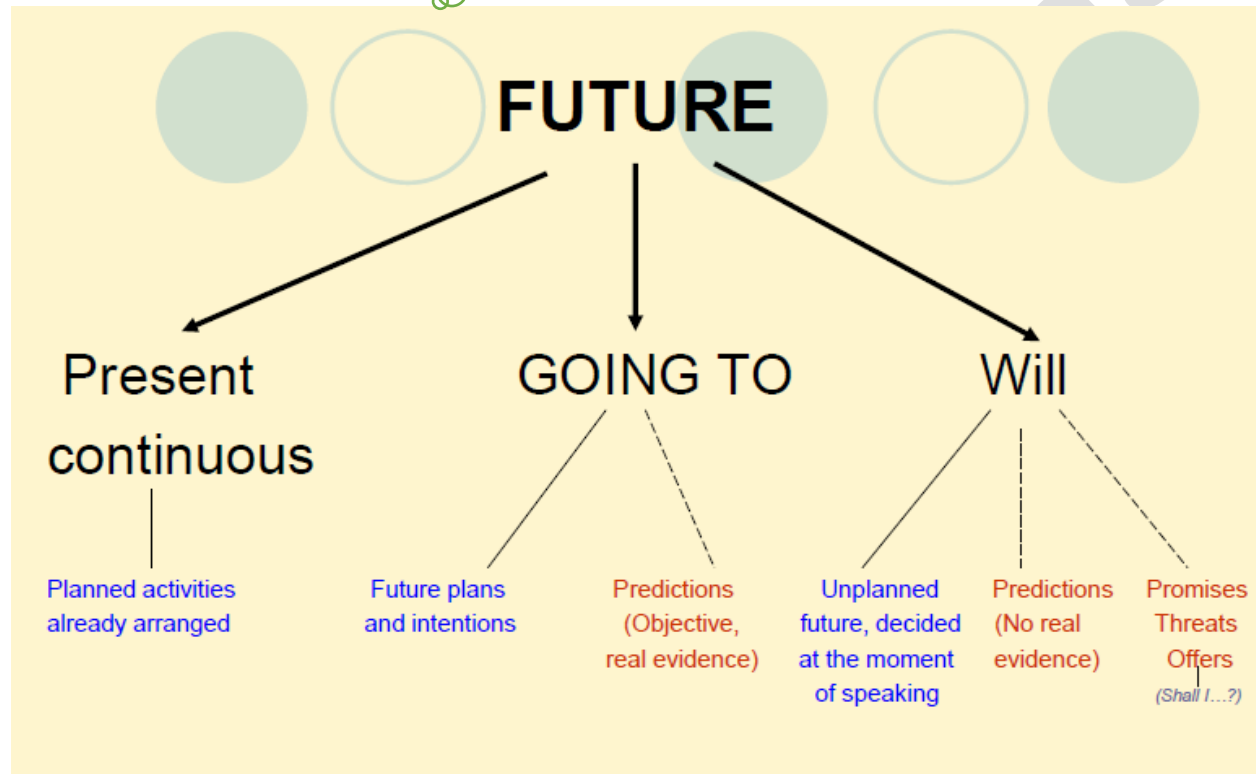 FUTURE
Present
continuous
GOING TO
Will
Planned activities
already arranged
Future plans
and intentions
Predictions
(Objective,
real evidence)
Unplanned
future, decided
at the moment
of speaking
Predictions
(No real
evidence)
Promises
Threats
Offers
(Shall I...?)